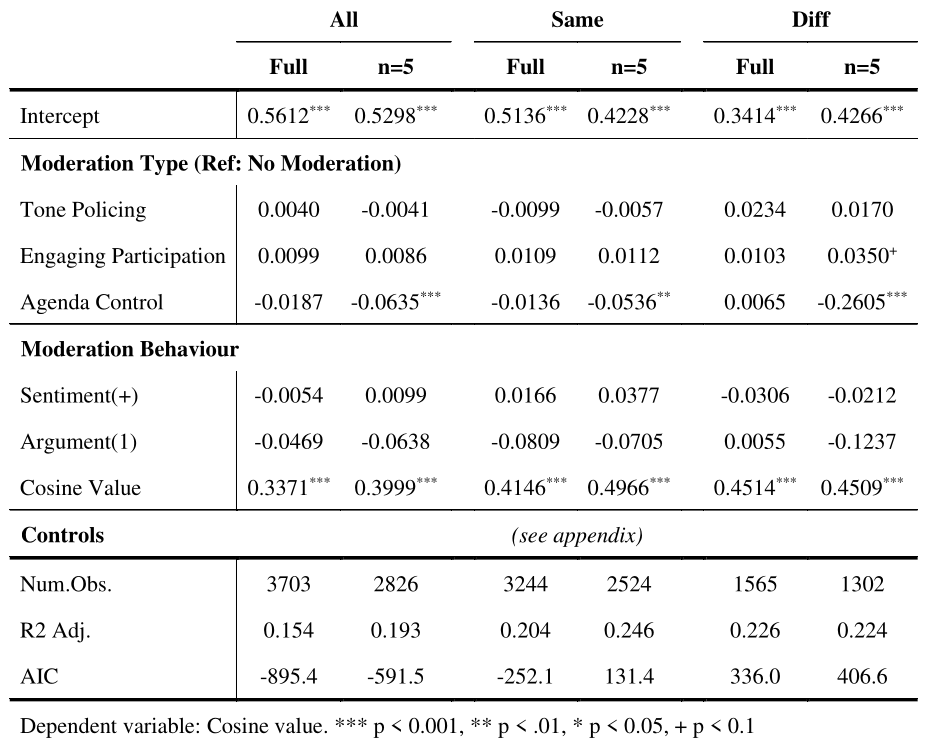 All Same Diff
Full n=5 Full n=5 Full n=5
Intercept 0.5612*** 0.5298*** 0.5136*** 0.4228*** 0.3414*** 0.4266***
Moderation Type (Ref: No Moderation)
Tone Policing 0.0040 -0.0041 -0.0099 -0.0057 0.0234 0.0170
Engaging Participation 0.0099 0.0086 0.0109 0.0112 0.0103 0.0350+
Agenda Control -0.0187 -0.0635*** -0.0136 -0.0536** 0.0065 -0.2605***
Moderation Behaviour
Sentiment(+) -0.0054 0.0099 0.0166 0.0377 -0.0306 -0.0212
Argument(1) -0.0469 -0.0638 -0.0809 -0.0705 0.0055 -0.1237
Cosine Value 0.3371*** 0.3999*** 0.4146*** 0.4966*** 0.4514*** 0.4509***
Controls (see appendix)
Num.Obs. 3703 2826 3244 2524 1565 1302
R2 Adj. 0.154 0.193 0.204 0.246 0.226 0.224
AIC -895.4 -591.5 -252.1 131.4 336.0 406.6
Dependent variable: Cosine value. *** p < 0.001, ** p < .01, * p < 0.05, + p < 0.1